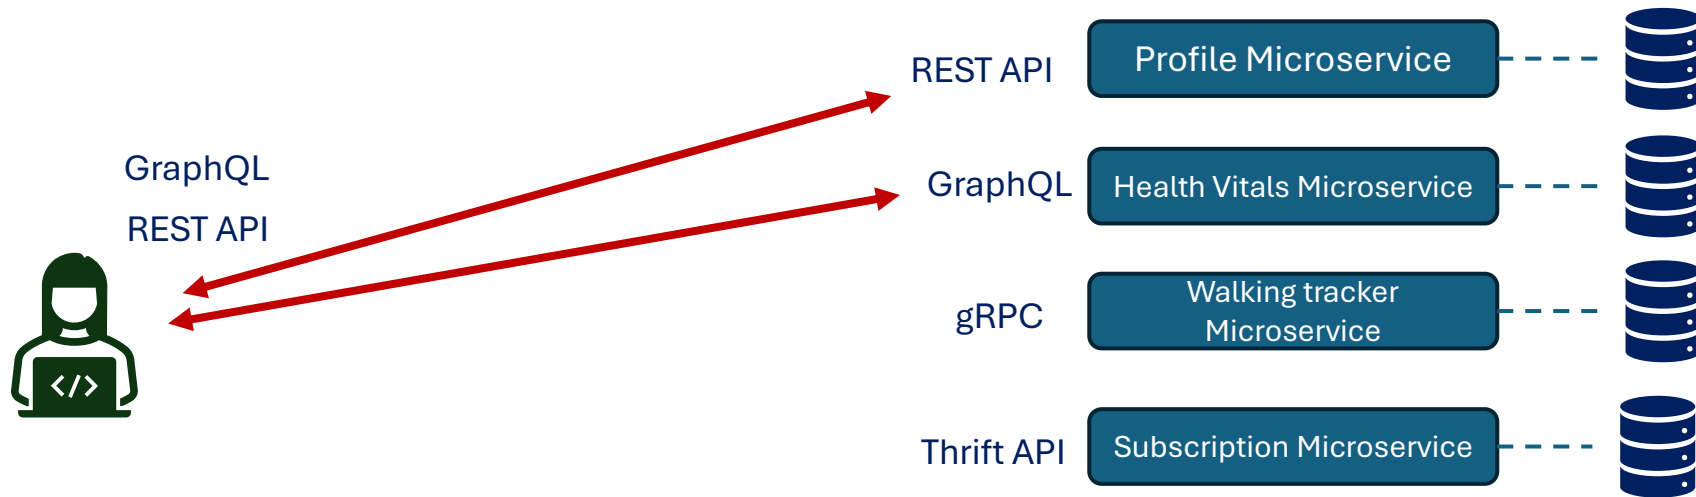 REST API
Profile Microservice
GraphQL
REST API
GraphQL
Health Vitals Microservice
gRPC
Walking tracker
Microservice
Thrift API
Subscription Microservice
</>